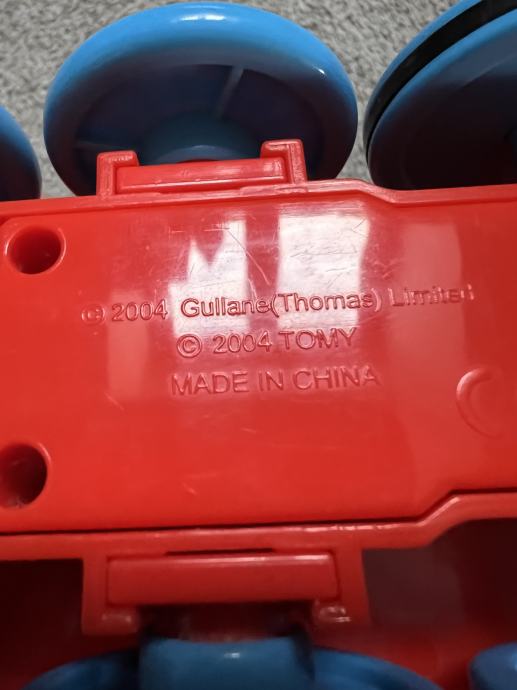 © 2004 Gullane(Thomas) Limited
© 2004 TOMY
MADE IN CHINA